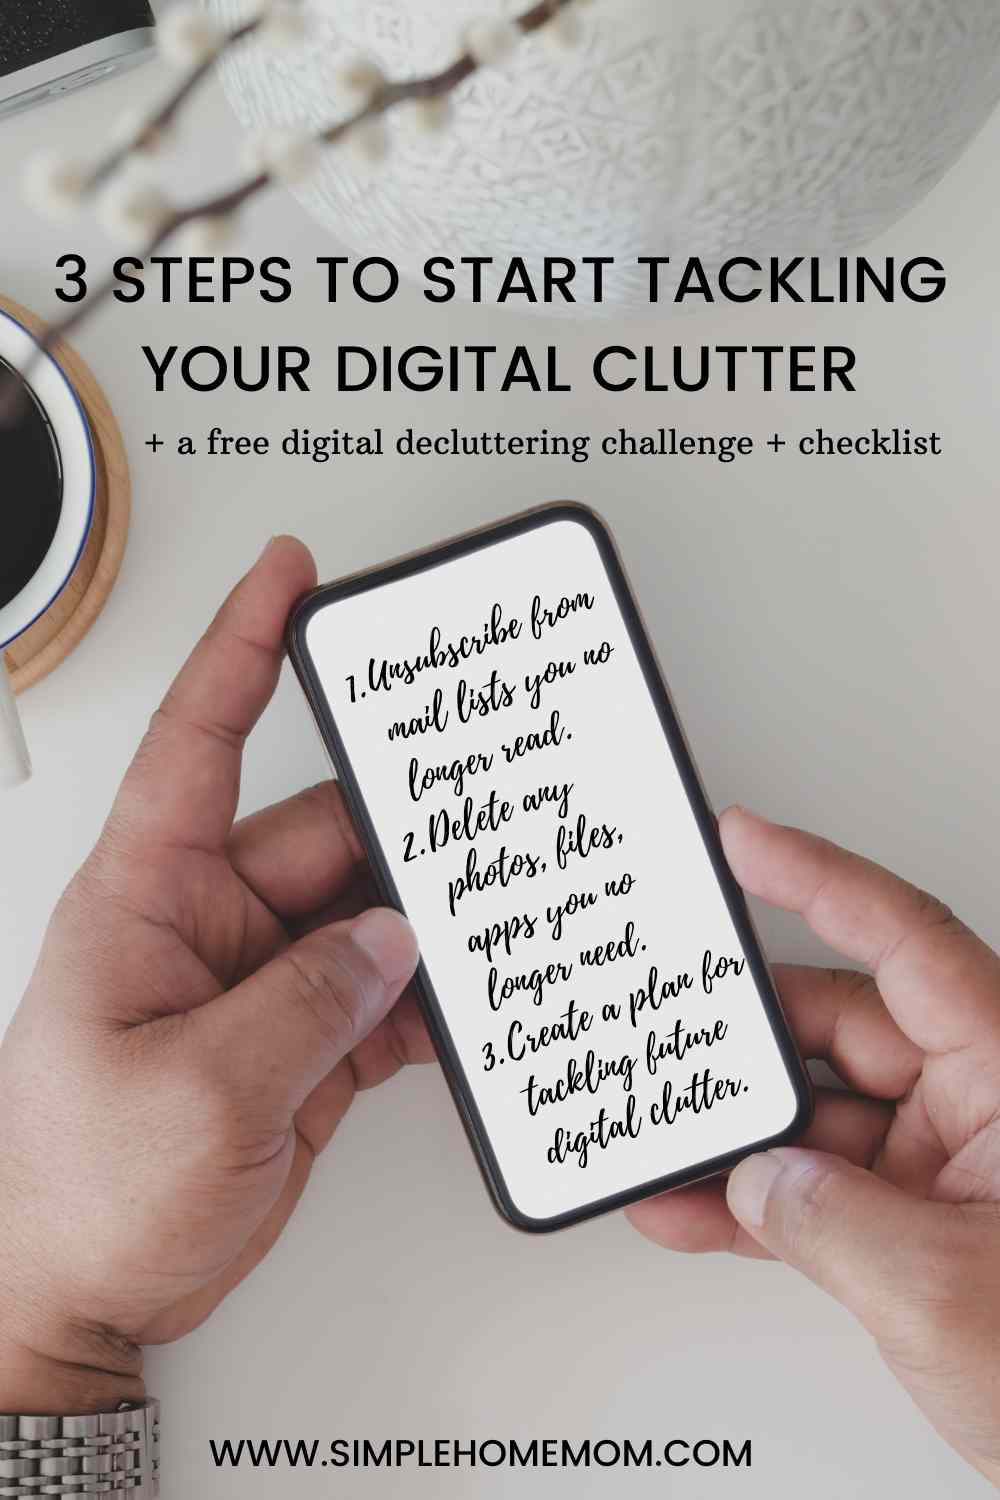 3 STEPS TO START TACKLING
YOUR DIGITAL CLUTTER
+ a free digital decluttering challenge + checklist
1.Unsubscribe from
mail lists you no
longer read.
2.Delete any
photos, files,
apps you no
longer need.
3.Create a plan for
tackling future
digital clutter.
WWW.SIMPLEHOMEMOM.COM